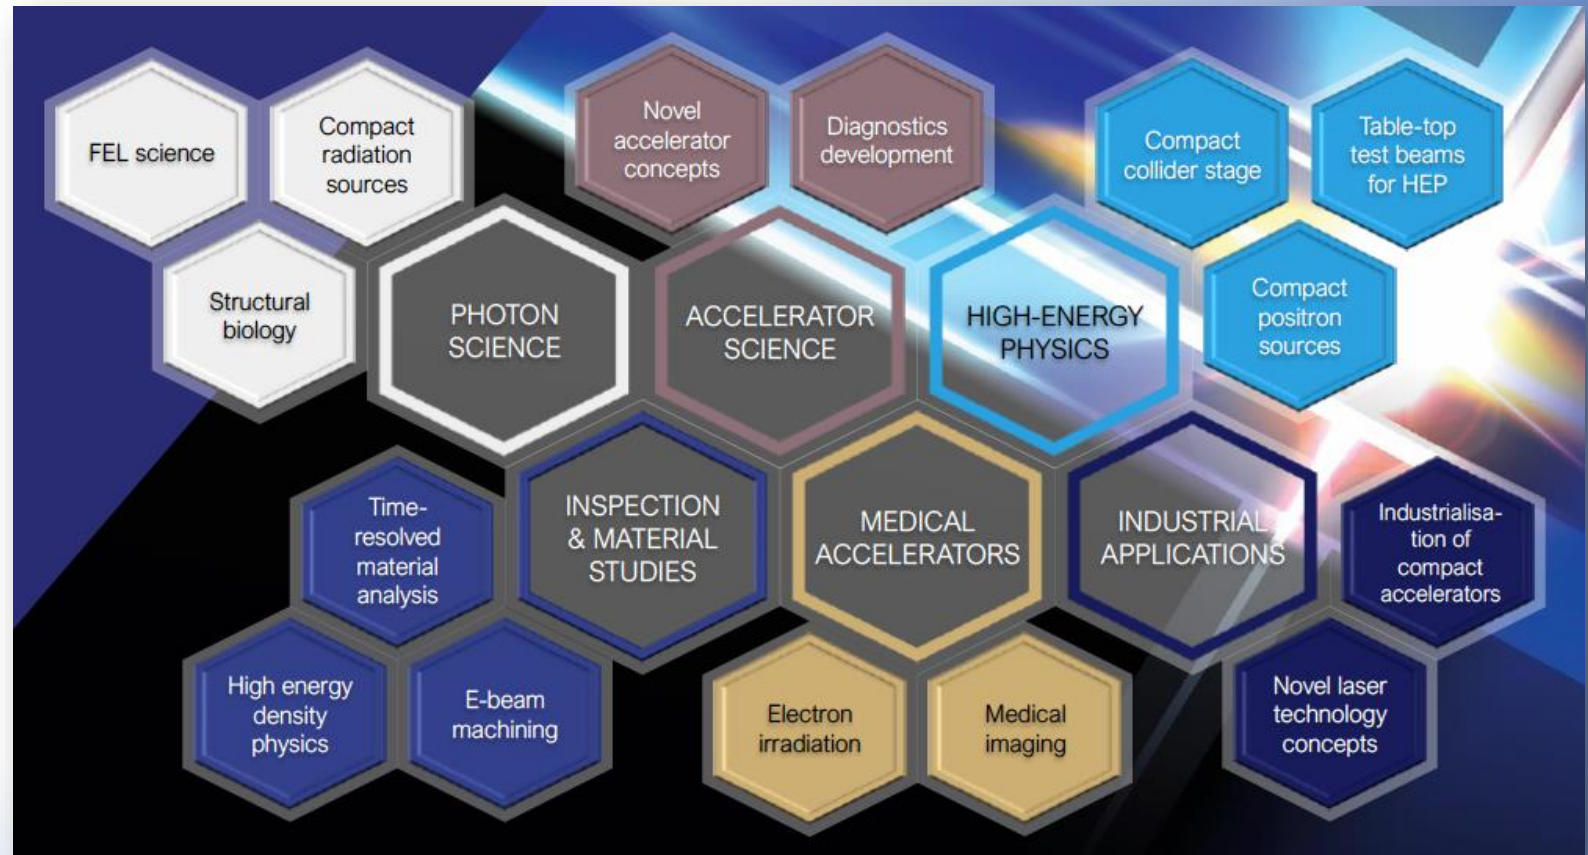 FEL science
Compact
radiation
sources
Structural
biology
PHOTON
SCIENCE
Novel
accelerator
concepts
Diagnostics
development
ACCELERATOR
SCIENCE
Compact
collider stage
Table-top
test beams
for HEP
Compact
positron
sources
HIGH-ENERGY
PHYSICS
Time-
resolved
material
analysis
High energy
density
physics
E-beam
machining
INSPECTION
& MATERIAL
STUDIES
MEDICAL
ACCELERATORS
Electron
irradiation
Medical
imaging
INDUSTRIAL
APPLICATIONS
Industrialisa-
tion of
compact
accelerators
Novel laser
technology
concepts